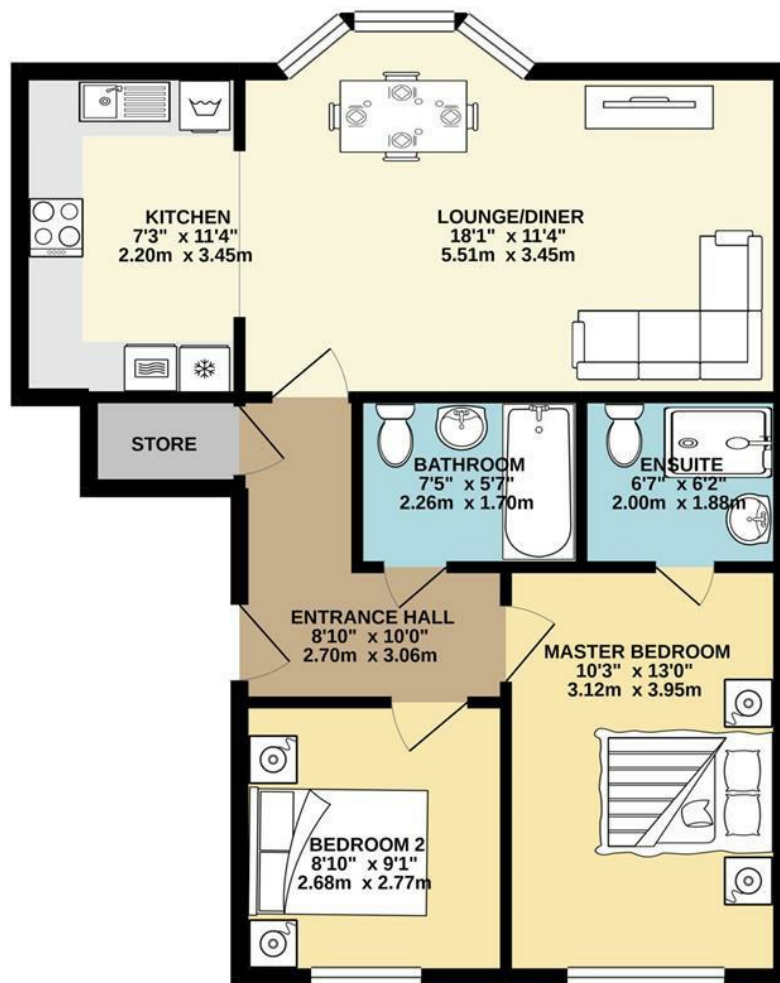 KITCHEN
7'3" x 11'4"
2.20m x 3.45m
LOUNGE/DINER
18'1" x 11'4"
5.51m x 3.45m
STORE
BATHROOM
7'5" x 5'7"
2.26m x 1.70m
ENSUITE
6'7" x 6'2"
2.00m x 1.88m
ENTRANCE HALL
8'10" x 10'0"
2.70m x 3.06m
MASTER BEDROOM
10'3" x 13'0"
3.12m x 3.95m
BEDROOM 2
8'10" x 9'1"
2.68m x 2.77m